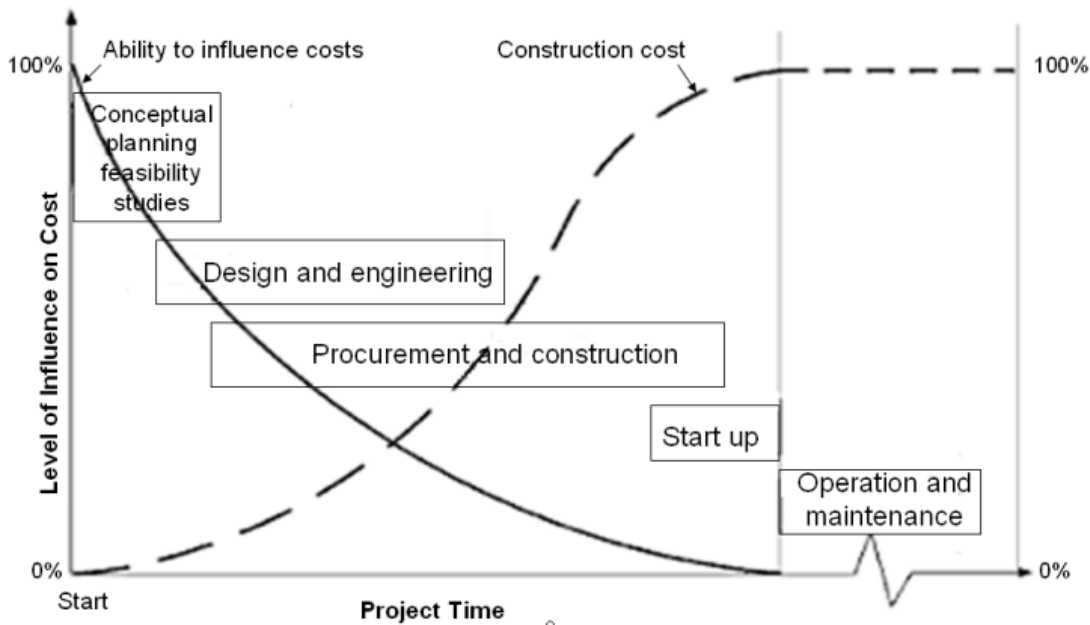 Ability to influence costs
Construction cost
100%
100%
Conceptual
planning
feasibility
studies
Level of Influence on Cost
Design and engineering
Procurement and construction
Start up
Operation and
maintenance
0%
0%
Start
Project Time